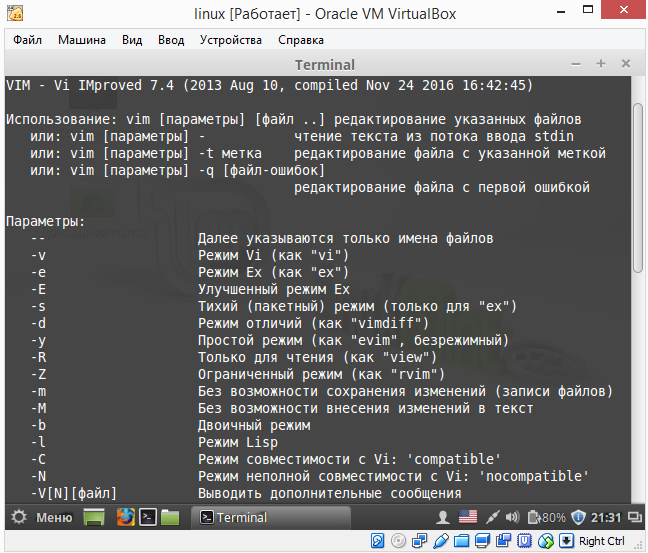 linux [Работает] - Oracle VM VirtualBox
Файл Машина Вид Ввод Устройства Справка
Terminal
VIM - Vi IMproved 7.4 (2013 Aug 10, compiled Nov 24 2016 16:42:45)
Использование: vim [параметры] [файл ..] редактирование указанных файлов
или: vim [параметры] - чтение текста из потока ввода stdin
или: vim [параметры] -t метка редактирование файла с указанной меткой
или: vim [параметры] -q [файл-ошибок]
редактирование файла с первой ошибкой
Параметры:
-- Далее указываются только имена файлов
-v Режим Vi (как "vi")
-e Режим Ex (как "ex")
-E Улучшенный режим Ex
-s Тихий (пакетный) режим (только для "ex")
-d Режим отличий (как "vimdiff")
-y Простой режим (как "evim", безрежимный)
-R Только для чтения (как "view")
-Z Ограниченный режим (как "rvim")
-m Без возможности сохранения изменений (записи файлов)
-M Без возможности внесения изменений в текст
-b Двоичный режим
-l Режим Lisp
-C Режим совместимости с Vi: 'compatible'
-N Режим неполной совместимости с Vi: 'nocompatible'
-V[N][файл] Выводить дополнительные сообщения
Меню Terminal 80% 21:31
Right Ctrl